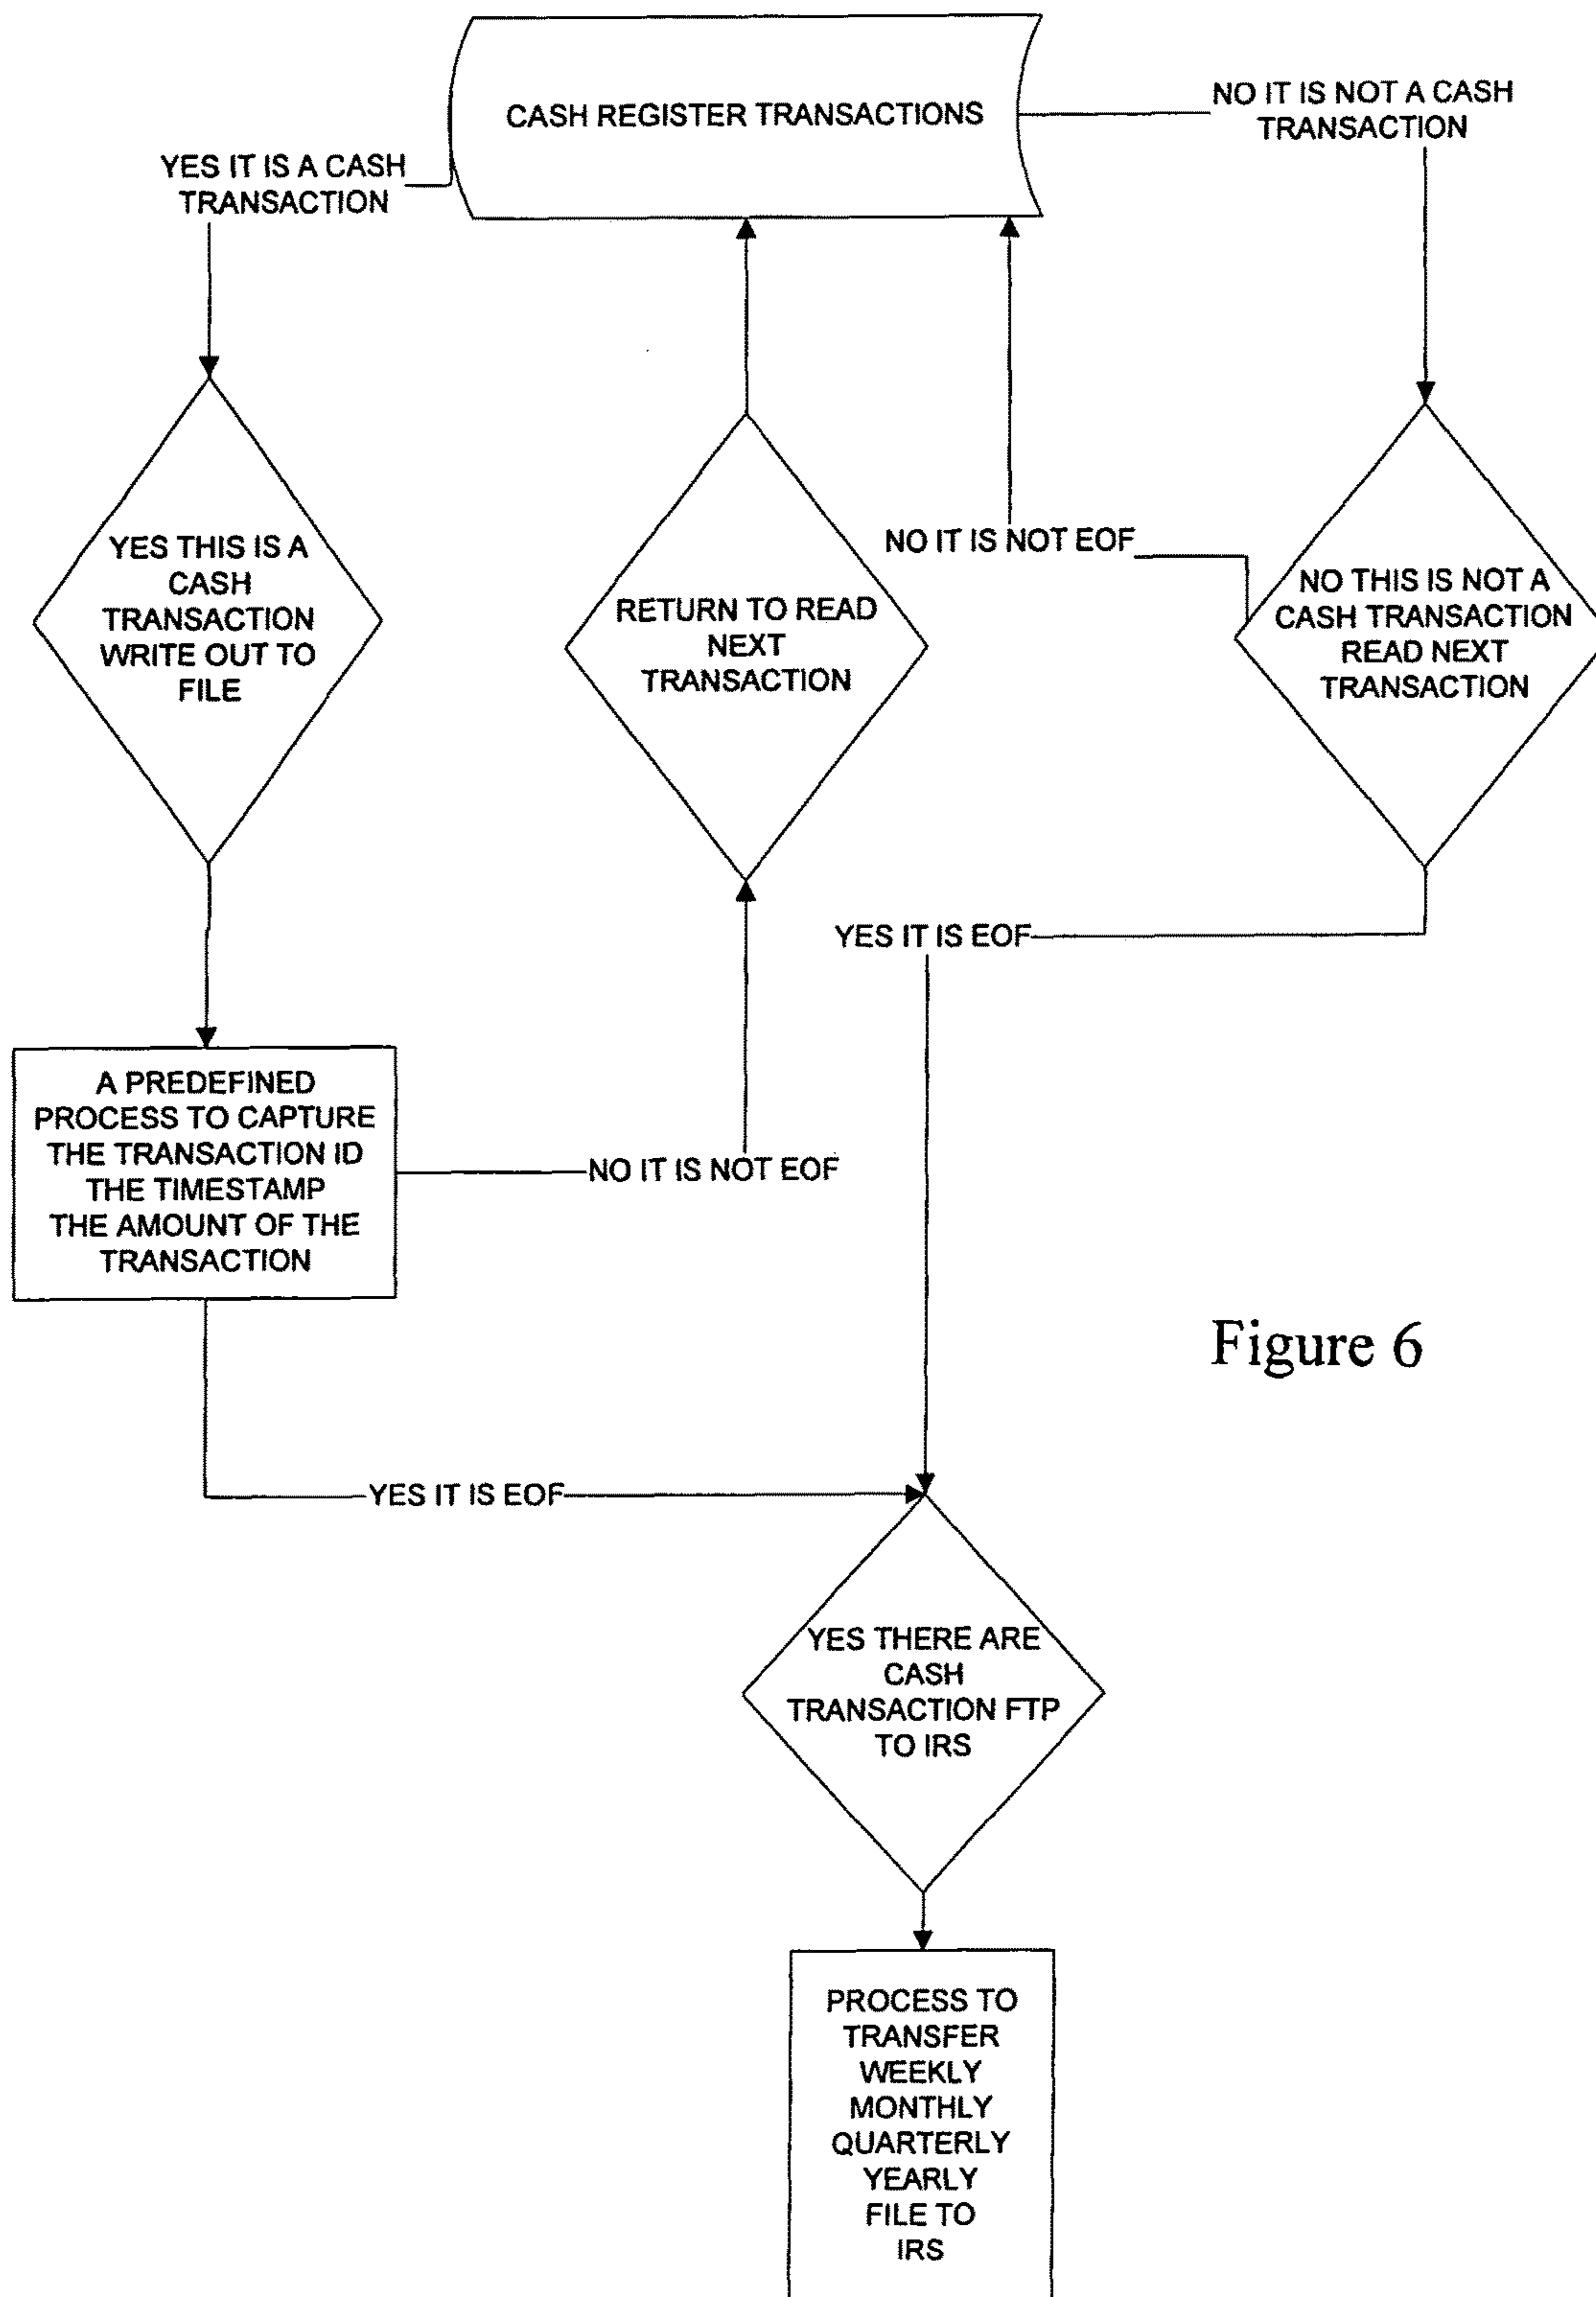 CASH REGISTER TRANSACTIONS
NO IT IS NOT A CASH
TRANSACTION
YES IT IS A CASH
TRANSACTION
YES THIS IS A
CASH
TRANSACTION
WRITE OUT TO
FILE
RETURN TO READ
NEXT
TRANSACTION
NO IT IS NOT EOF
NO THIS IS NOT A
CASH TRANSACTION
READ NEXT
TRANSACTION
YES IT IS EOF
A PREDEFINED
PROCESS TO CAPTURE
THE TRANSACTION ID
THE TIMESTAMP
THE AMOUNT OF THE
TRANSACTION
NO IT IS NOT EOF
Figure 6
YES IT IS EOF
YES THERE ARE
CASH
TRANSACTION FTP
TO IRS
PROCESS TO
TRANSFER
WEEKLY
MONTHLY
QUARTERLY
YEARLY
FILE TO
IRS